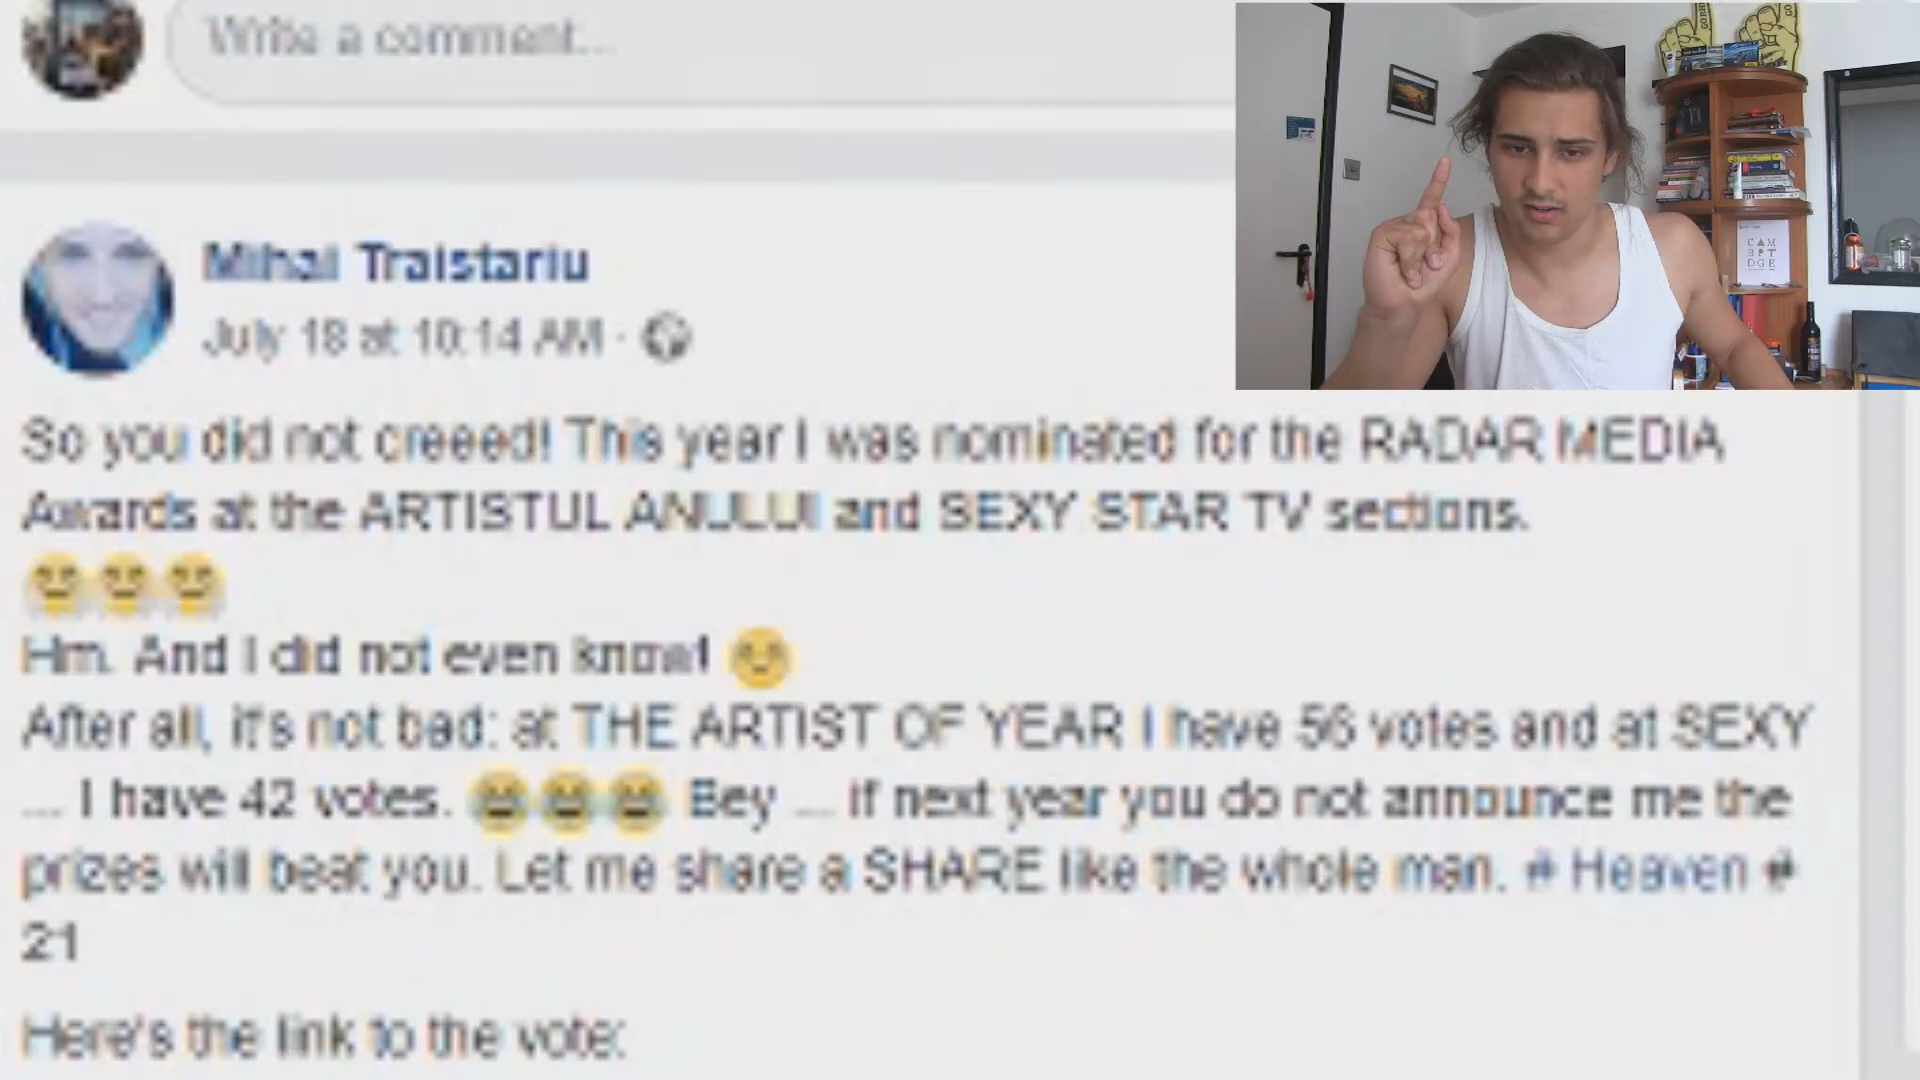 Write a comment...
Mihai Traistariu
July 18 at 10:14 AM ·
So you did not creeed! This year I was nominated for the RADAR MEDIA
Awards at the ARTISTUL ANULUI and SEXY STAR TV sections.
Hm. And I did not even know!
After all, it's not bad: at THE ARTIST OF YEAR I have 56 votes and at SEXY
... I have 42 votes. Bey ... if next year you do not announce me the
prizes will beat you. Let me share a SHARE like the whole man. # Heaven #
21
Here's the link to the vote:
CAM
BRT
DGE
GO